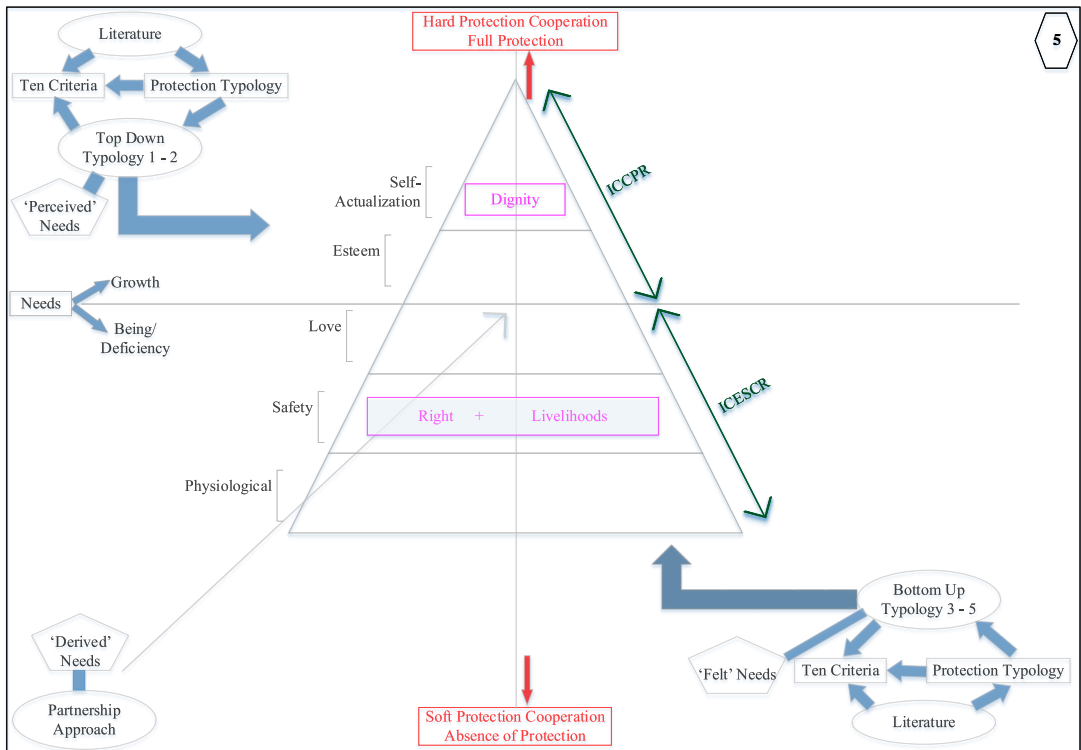 Literature
Ten Criteria
Protection Typology
Top Down
Typology 1 - 2
‘Perceived’
Needs
Hard Protection Cooperation
Full Protection
5
Self-
Actualization
Dignity
ICCPR
Esteem
Needs
Growth
Being/
Deficiency
Love
ICESCR
Safety
Right + Livelihoods
Physiological
‘Derived’
Needs
Partnership
Approach
Soft Protection Cooperation
Absence of Protection
Bottom Up
Typology 3 - 5
‘Felt’ Needs
Ten Criteria
Protection Typology
Literature